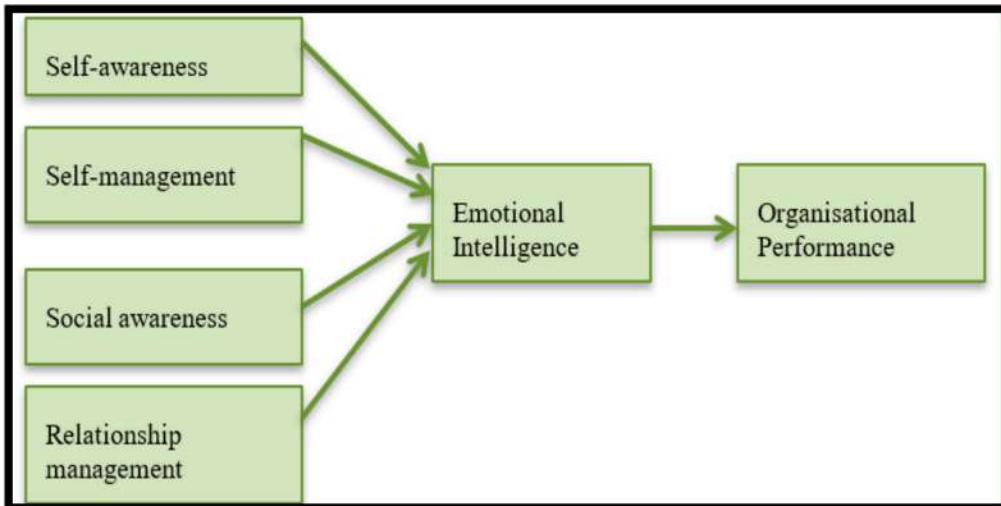 Self-awareness
Self-management
Social awareness
Relationship
management
Emotional
Intelligence
Organisational
Performance